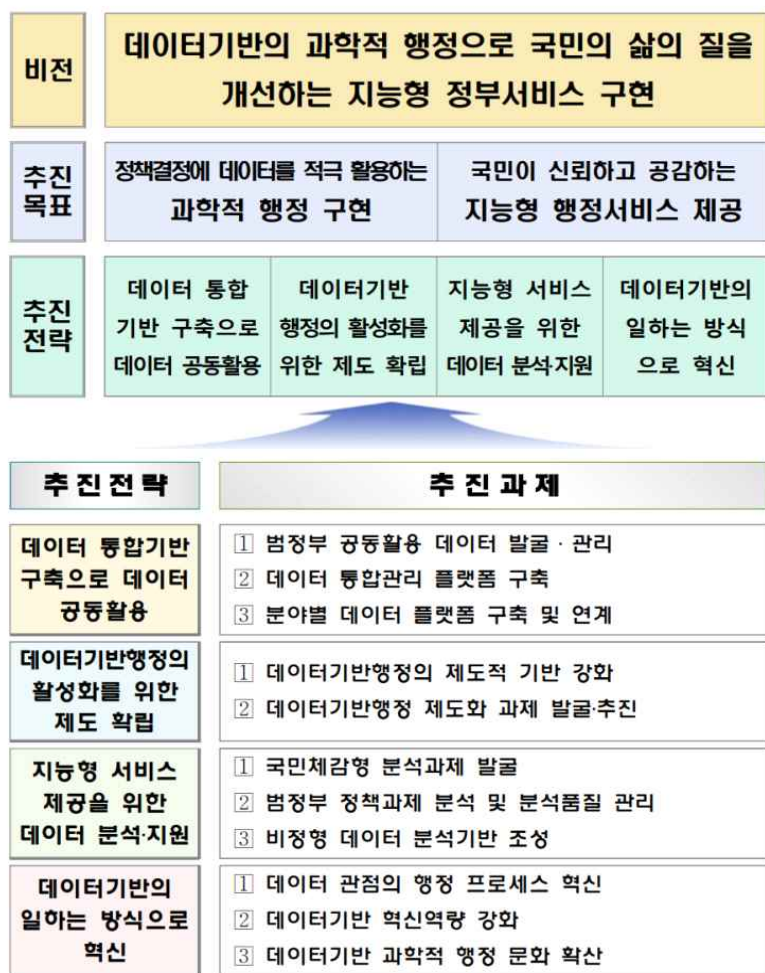 비전
데이터기반의 과학적 행정으로 국민의 삶의 질을
개선하는 지능형 정부서비스 구현
추진
목표
정책결정에 데이터를 적극 활용하는
과학적 행정 구현
국민이 신뢰하고 공감하는
지능형 행정서비스 제공
추진
전략
데이터 통합
기반 구축으로
데이터 공동활용
데이터기반
행정의 활성화를
위한 제도 확립
지능형 서비스
제공을 위한
데이터 분석·지원
데이터기반의
일하는 방식
으로 혁신
추진전략
추진과제
데이터 통합기반
구축으로 데이터
공동활용
1 범정부 공동활용 데이터 발굴·관리
2 데이터 통합관리 플랫폼 구축
3 분야별 데이터 플랫폼 구축 및 연계
데이터기반행정의
활성화를 위한
제도 확립
1 데이터기반행정의 제도적 기반 강화
2 데이터기반행정 제도화 과제 발굴·추진
지능형 서비스
제공을 위한
데이터 분석·지원
1 국민체감형 분석과제 발굴
2 범정부 정책과제 분석 및 분석품질 관리
3 비정형 데이터 분석기반 조성
데이터기반의
일하는 방식으로
혁신
1 데이터 관점의 행정 프로세스 혁신
2 데이터기반 혁신역량 강화
3 데이터기반 과학적 행정 문화 확산